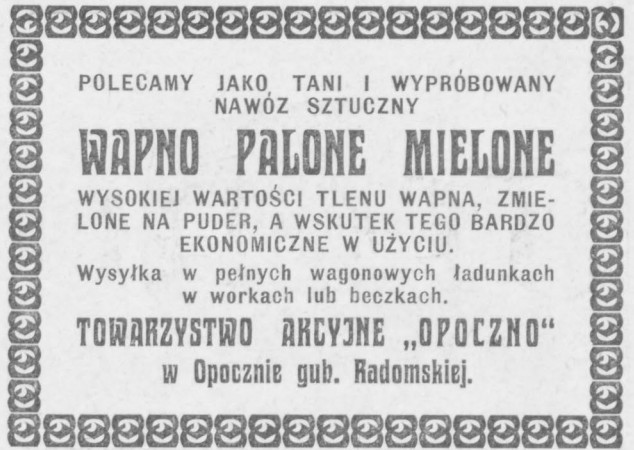 POLECAMY JAKO TANI I WYPRÓBOWANY
NAWÓZ SZTUCZNY
WAPNO PALONE MIELONE
WYSOKIEJ WARTOŚCI TLENU WAPNA, ZMIE-
LONE NA PUDER, A WSKUTEK TEGO BARDZO
EKONOMICZNE W UŻYCIU.
Wysyłka w pełnych wagonowych ładunkach
w workach lub beczkach.
TOWARZYSTWO AKCYJNE „OPOCZNO“
w Opocznie gub. Radomskiej.